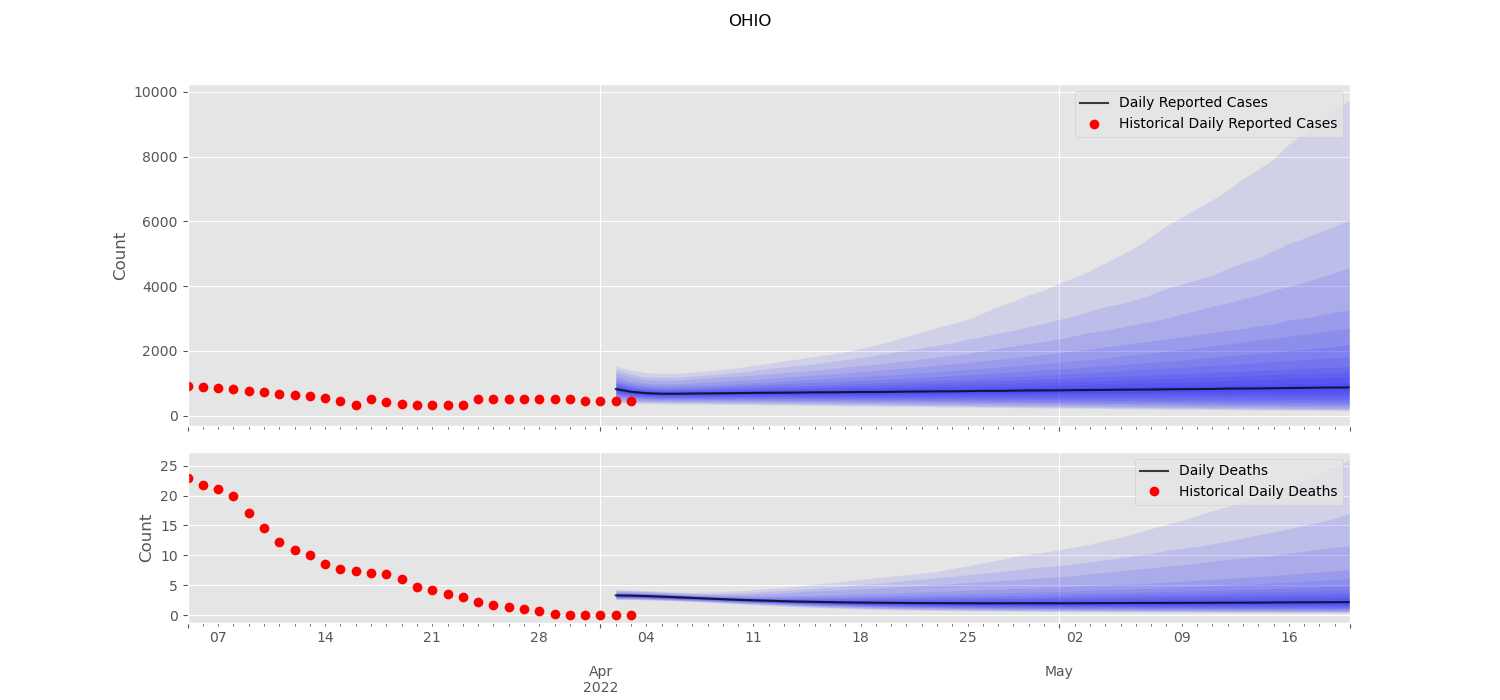 OHIO
10000
8000
6000
4000
2000
0
Count
Daily Reported Cases
Historical Daily Reported Cases
25
20
15
10
5
0
Count
Daily Deaths
Historical Daily Deaths
07 14 21 28 04 11 18 25 02 09 16
Apr May
2022